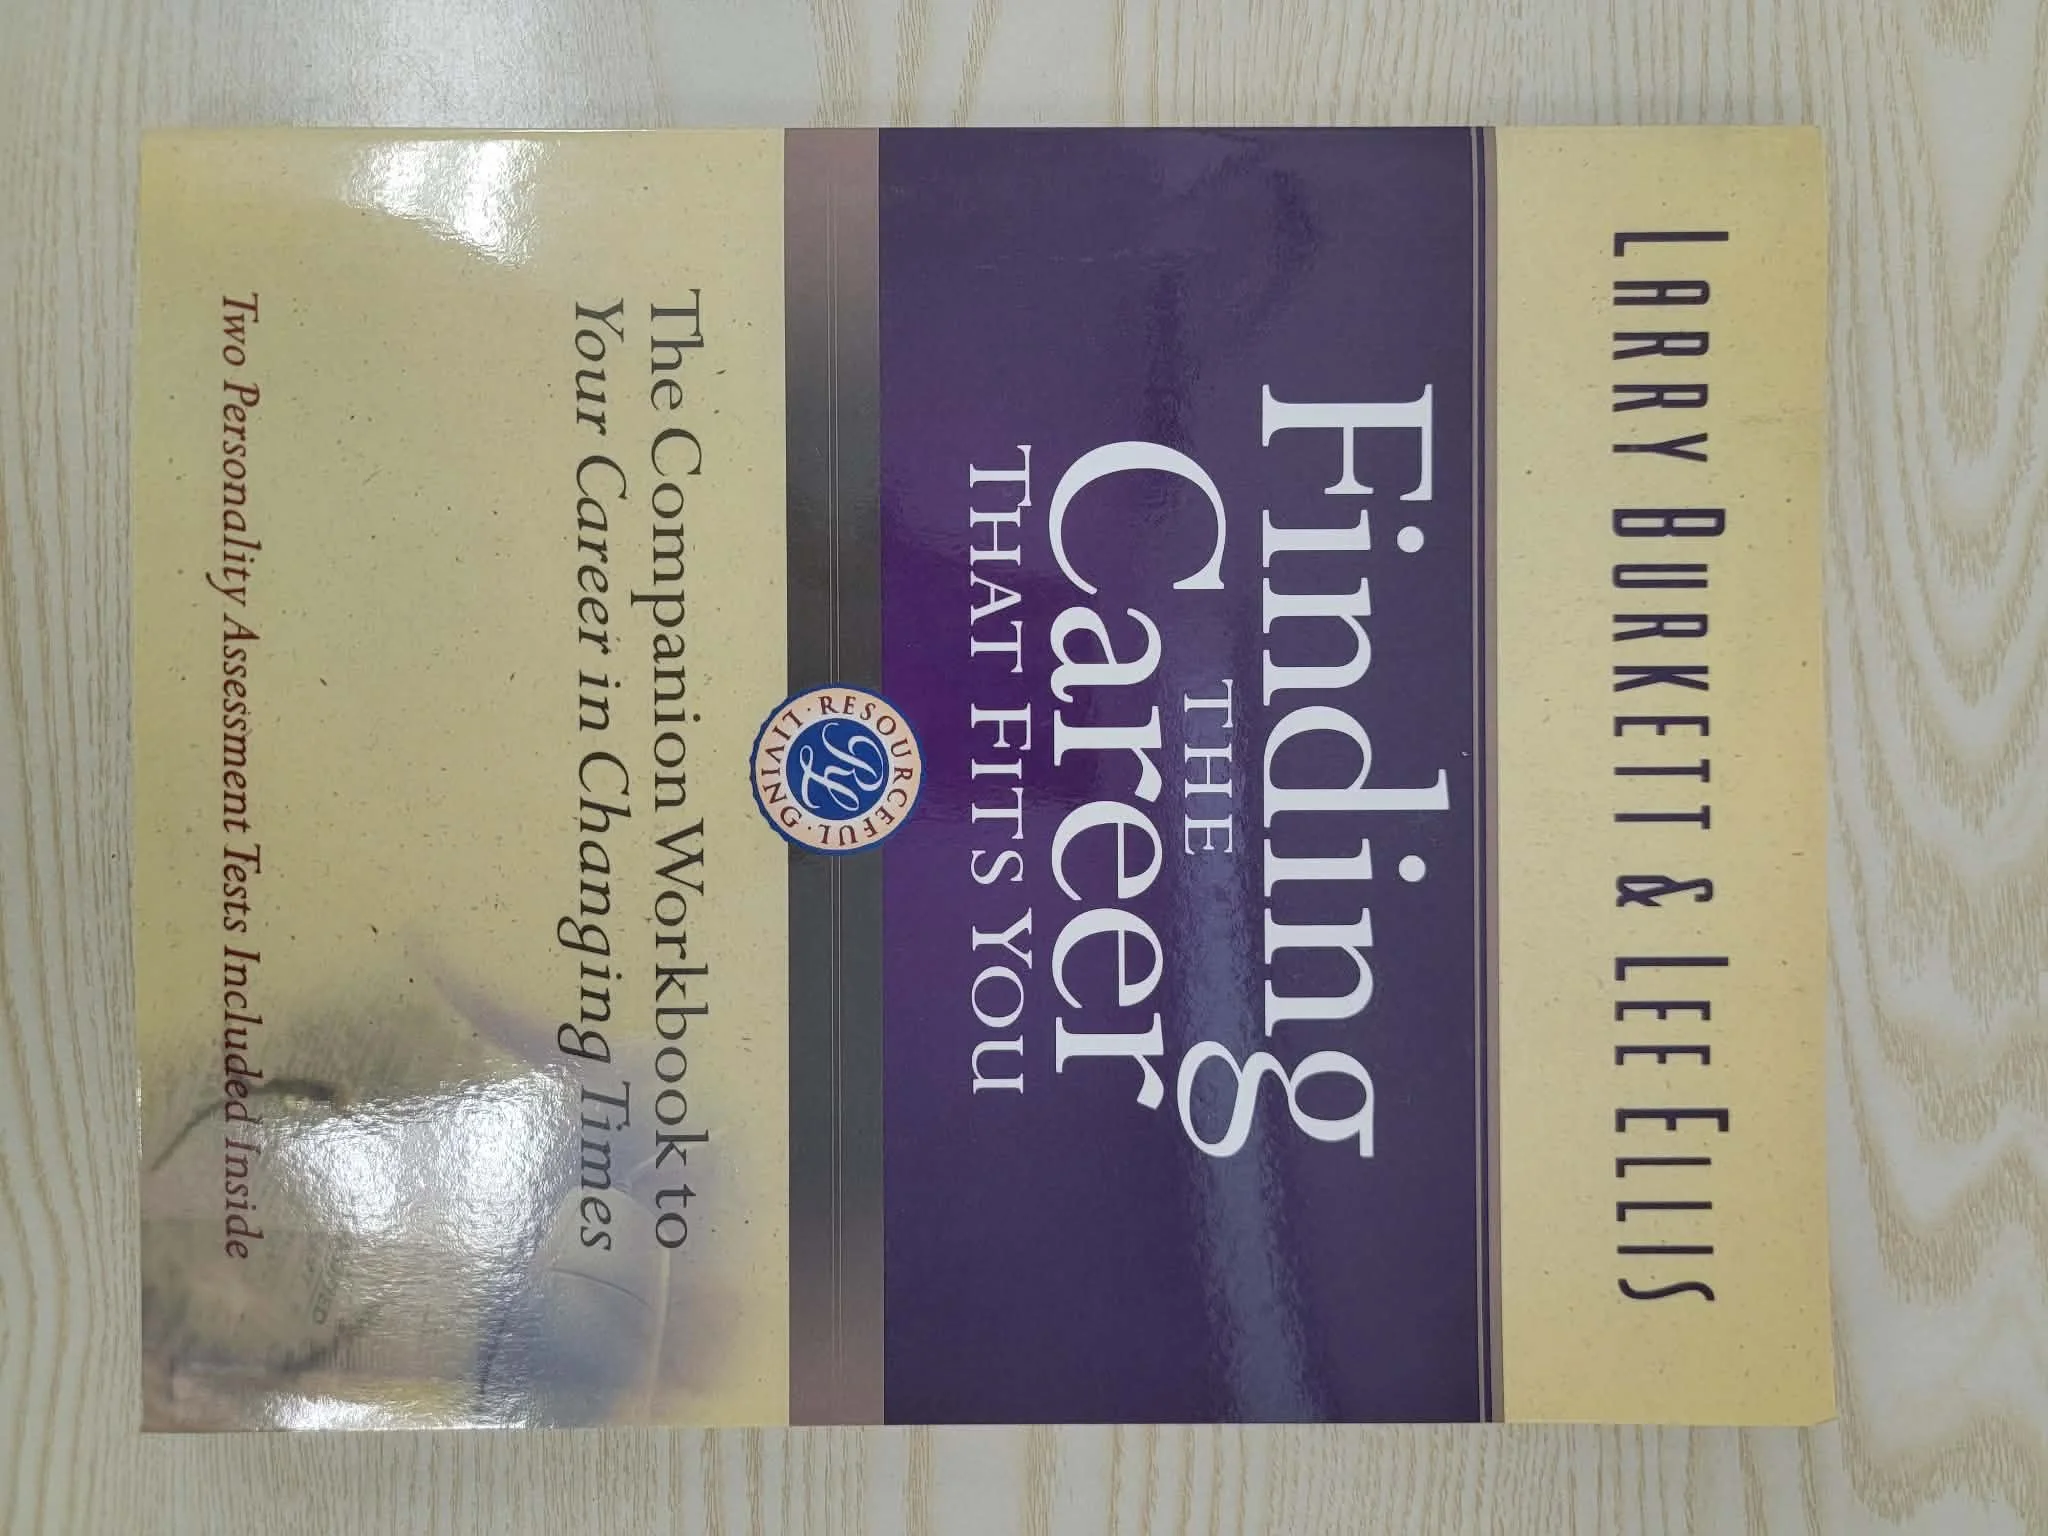 LARRY BURKETT & LEE ELLIS
Finding
THE
Career
THAT FITS YOU
RESOURCEFUL · LIVING ·
RL
The Companion Workbook to
Your Career in Changing Times
Two Personality Assessment Tests Included Inside